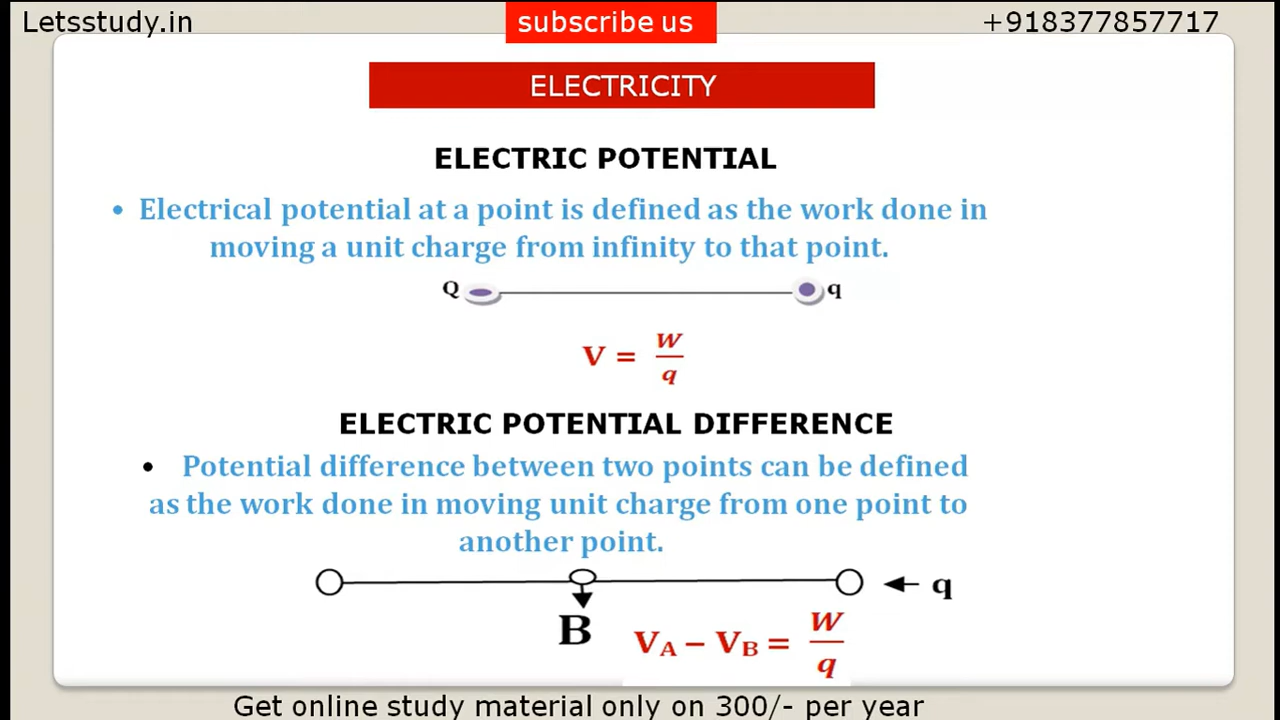 Letsstudy.in
subscribe us
+918377857717
ELECTRICITY
ELECTRIC POTENTIAL
• Electrical potential at a point is defined as the work done in
moving a unit charge from infinity to that point.
Q q
V = W/q
ELECTRIC POTENTIAL DIFFERENCE
• Potential difference between two points can be defined
as the work done in moving unit charge from one point to
another point.
q
B
V_A – V_B = W/q
Get online study material only on 300/- per year